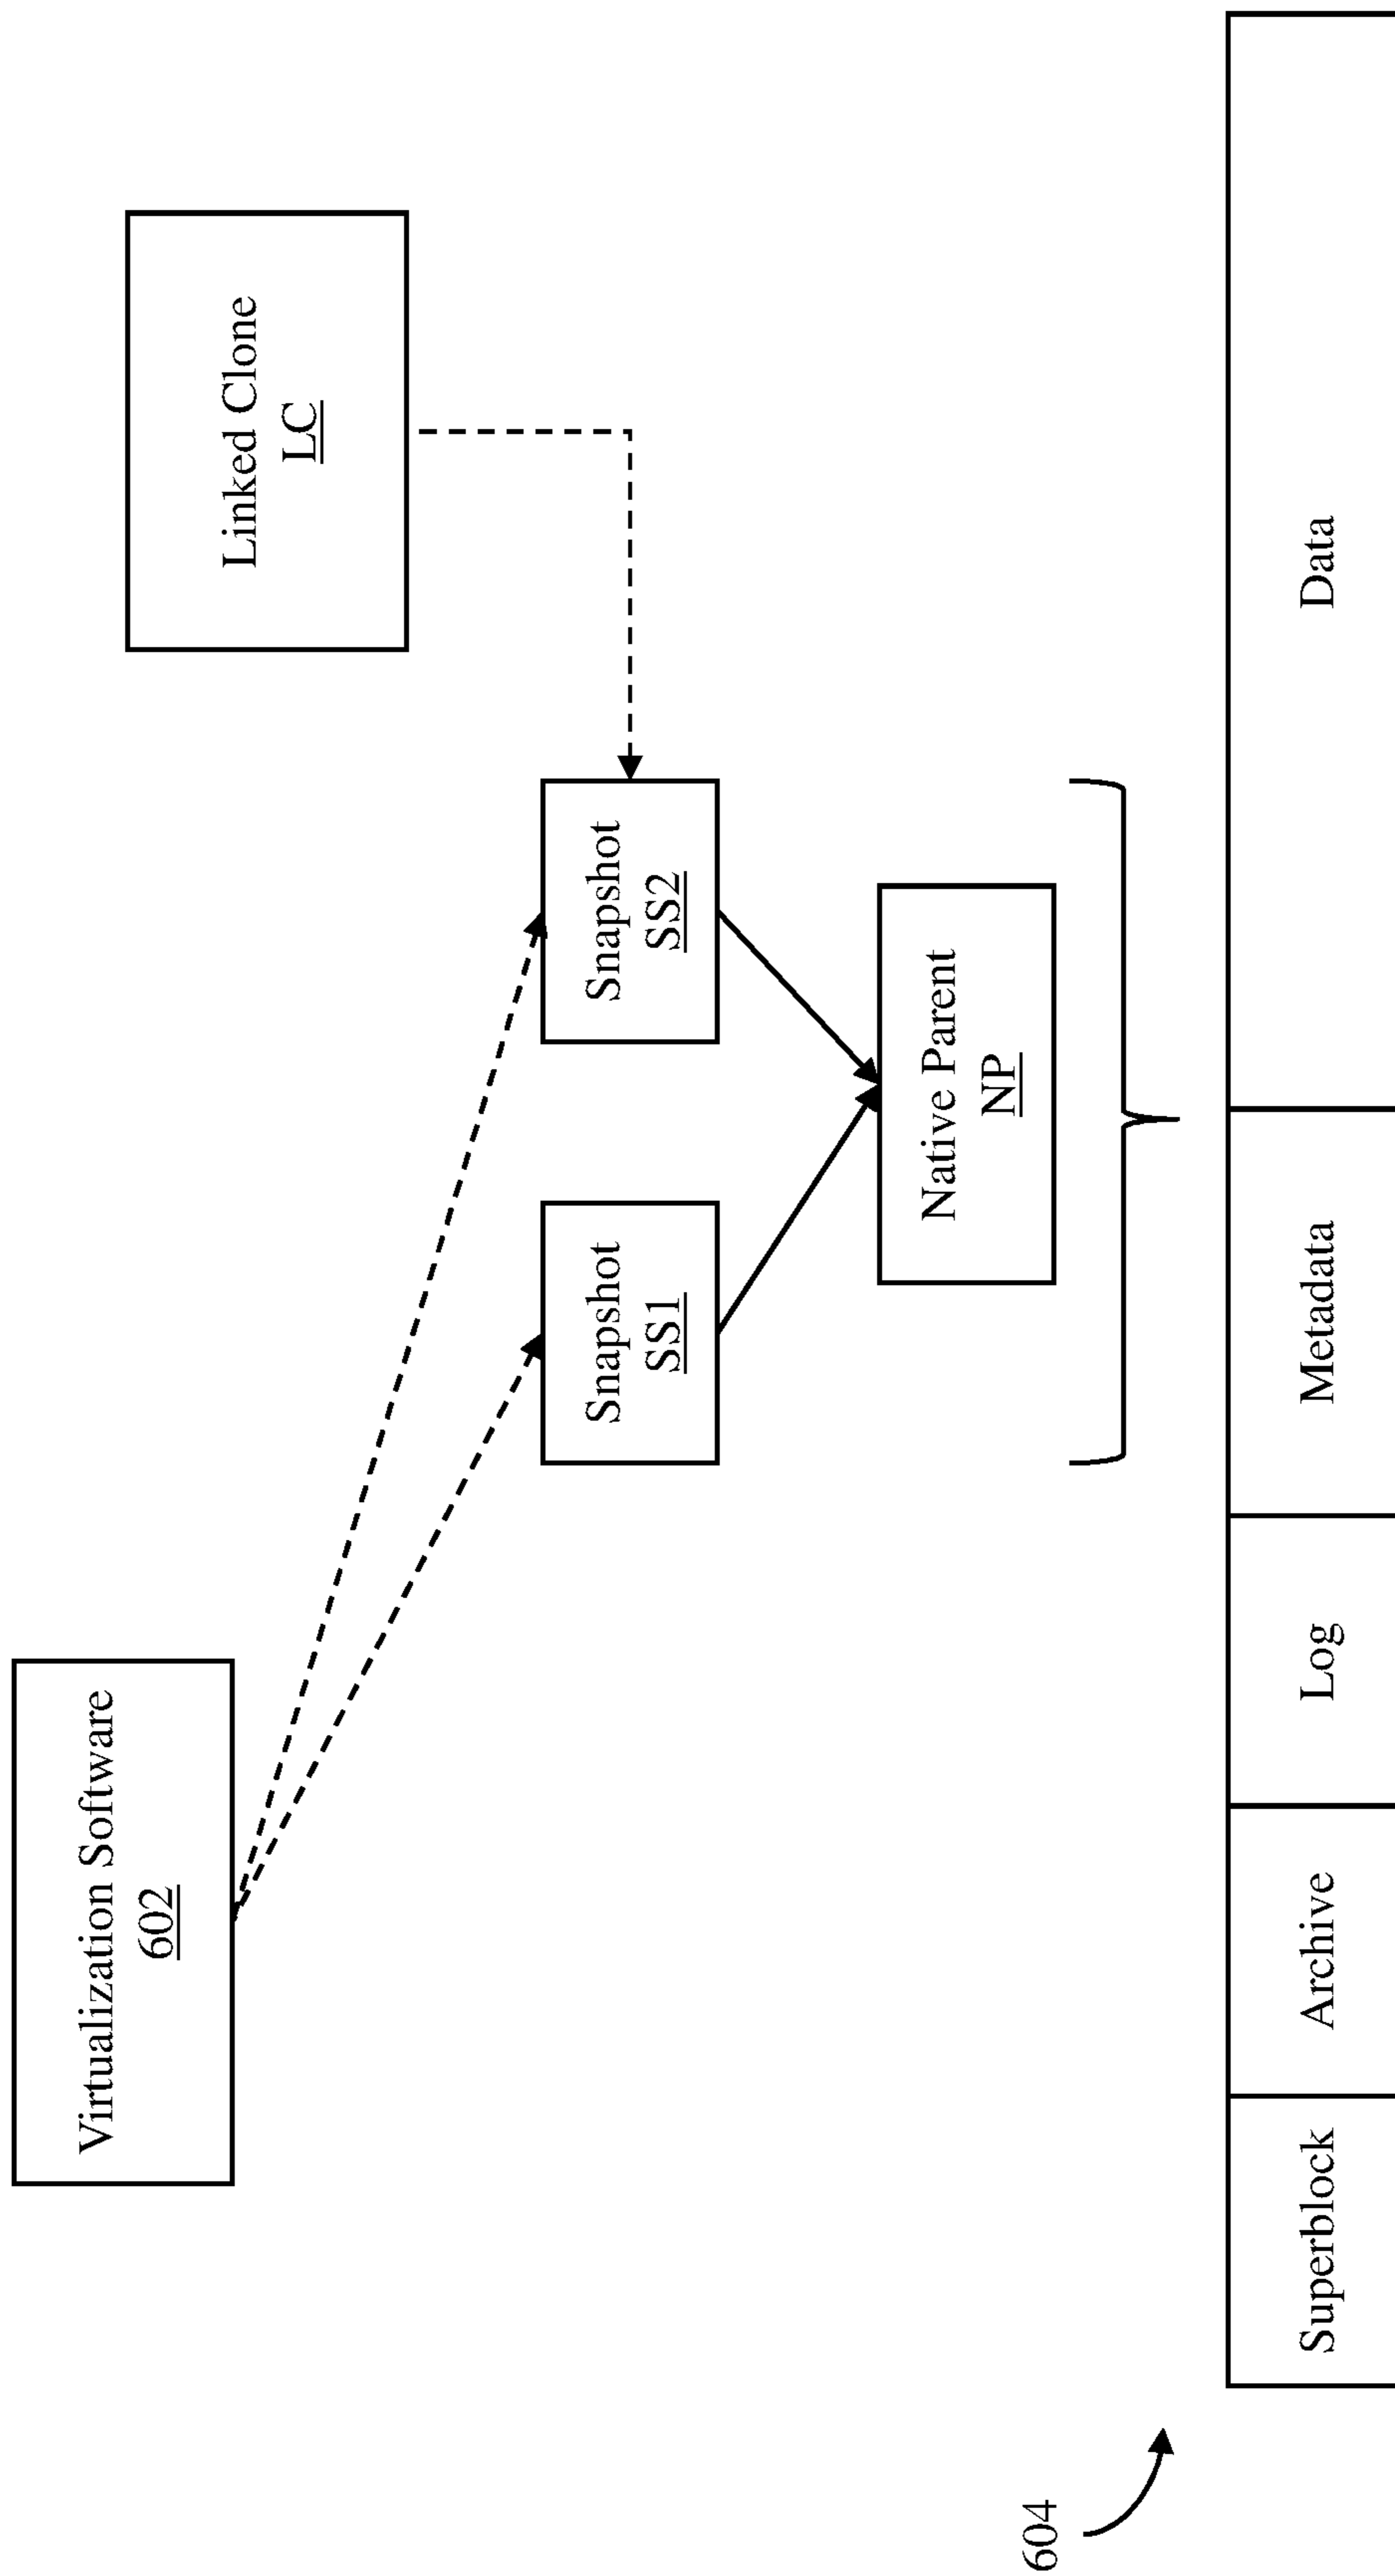 Virtualization Software
602
Linked Clone
LC
Snapshot
SS1
Snapshot
SS2
Native Parent
NP
604
Superblock
Archive
Log
Metadata
Data